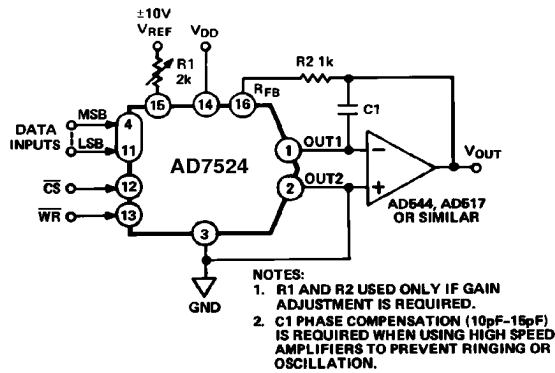 ±10V
VREF
VDD
R1
2k
RFB
R2 1k
C1
15
14
16
MSB
DATA
INPUTS
LSB
4
11
AD7524
1
OUT1
2
OUT2
−
+
VOUT
AD544, AD517
OR SIMILAR
CS
12
WR
13
3
GND
NOTES:
1. R1 AND R2 USED ONLY IF GAIN
ADJUSTMENT IS REQUIRED.
2. C1 PHASE COMPENSATION (10pF–15pF)
IS REQUIRED WHEN USING HIGH SPEED
AMPLIFIERS TO PREVENT RINGING OR
OSCILLATION.